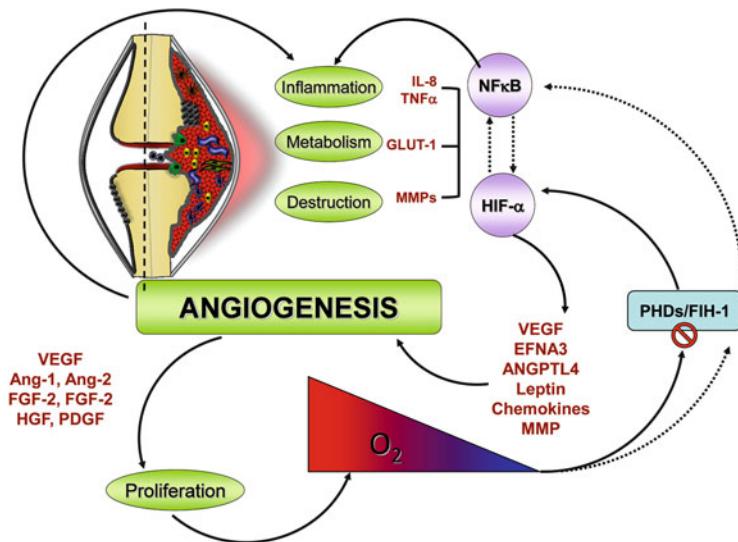 Inflammation
IL-8
TNFα
NFκB
Metabolism
GLUT-1
Destruction
MMPs
HIF-α
ANGIOGENESIS
PHDs/FIH-1
VEGF
EFNA3
ANGPTL4
Leptin
Chemokines
MMP
VEGF
Ang-1, Ang-2
FGF-2, FGF-2
HGF, PDGF
O₂
Proliferation